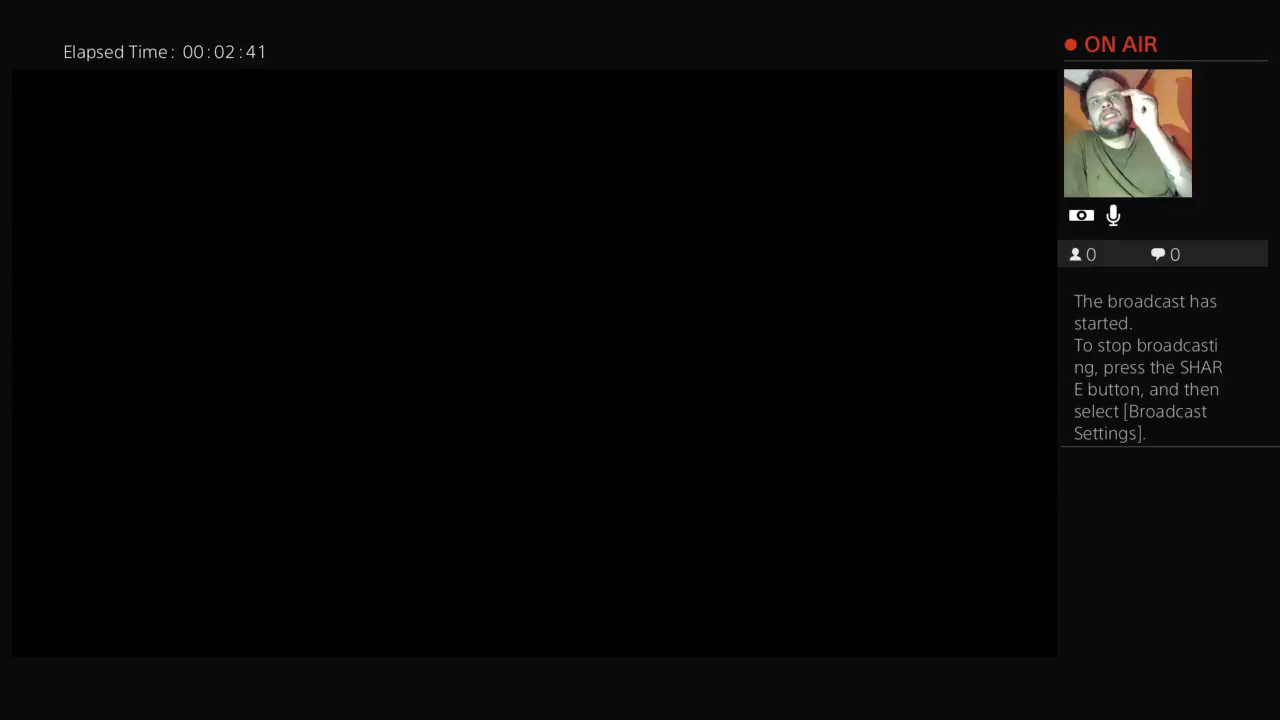 Elapsed Time: 00:02:41
ON AIR
0 0
The broadcast has
started.
To stop broadcasti
ng, press the SHAR
E button, and then
select [Broadcast
Settings].